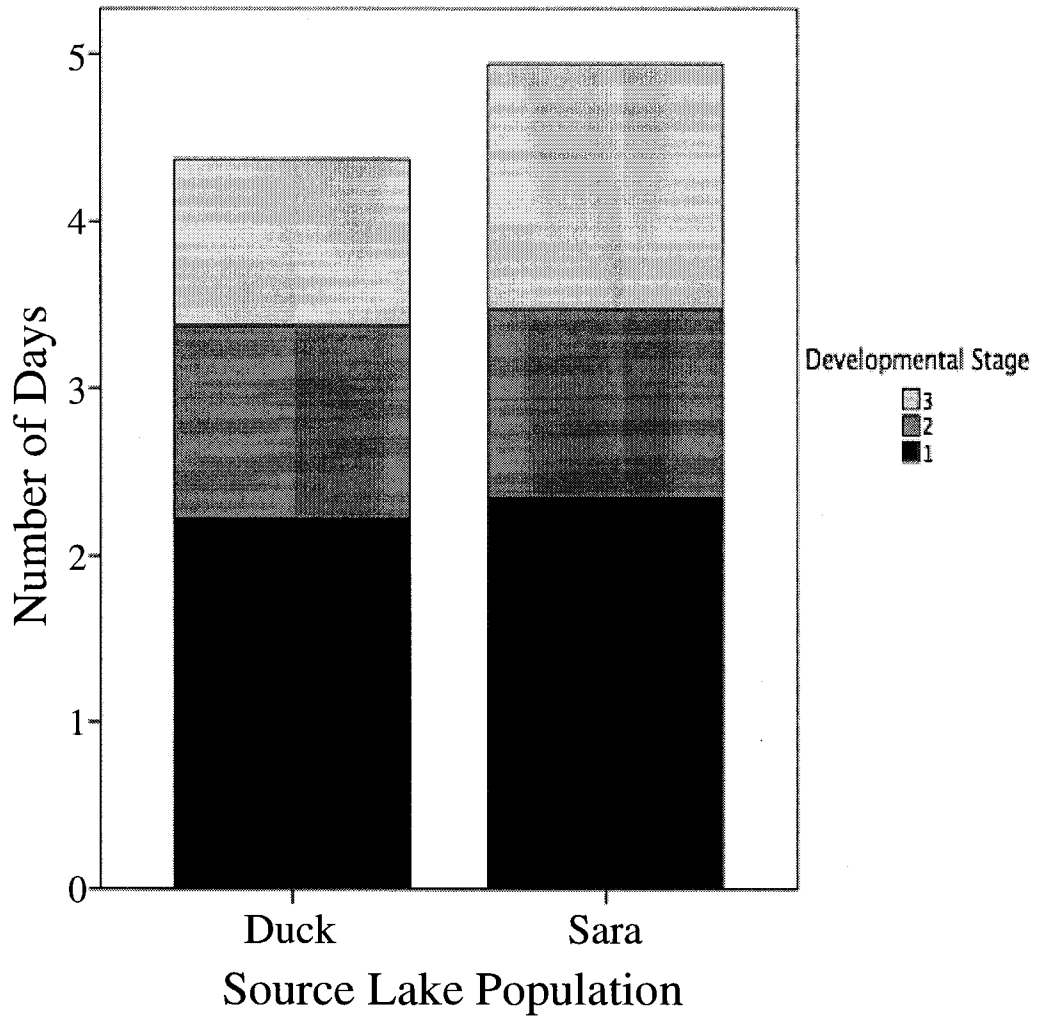 Number of Days
5
4
3
2
1
0
Duck
Sara
Source Lake Population
Developmental Stage
3
2
1